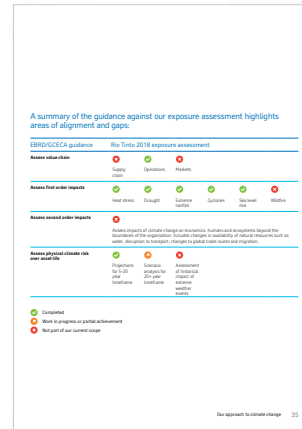 A summary of the guidance against our exposure assessment highlights
areas of alignment and gaps:
EBRD/GCECA guidance Rio Tinto 2018 exposure assessment
Assess value chain
Supply
chain
Operations
Markets
Assess first order impacts
Heat stress
Drought
Extreme
rainfall
Cyclones
Sea level
rise
Wildfire
Assess second order impacts
Assess impacts of climate change on economics, humans and ecosystems beyond the
boundaries of the organisation. Includes changes in availability of natural resources such as
water, disruption to transport, changes to global trade routes and migration.
Assess physical climate risk
over asset life
Projections
for 5-20
year
timeframe
Scenario
analysis for
20+ year
timeframe
Assessment
of historical
impact of
extreme
weather
events
Completed
Work in progress or partial achievement
Not part of our current scope
Our approach to climate change 35